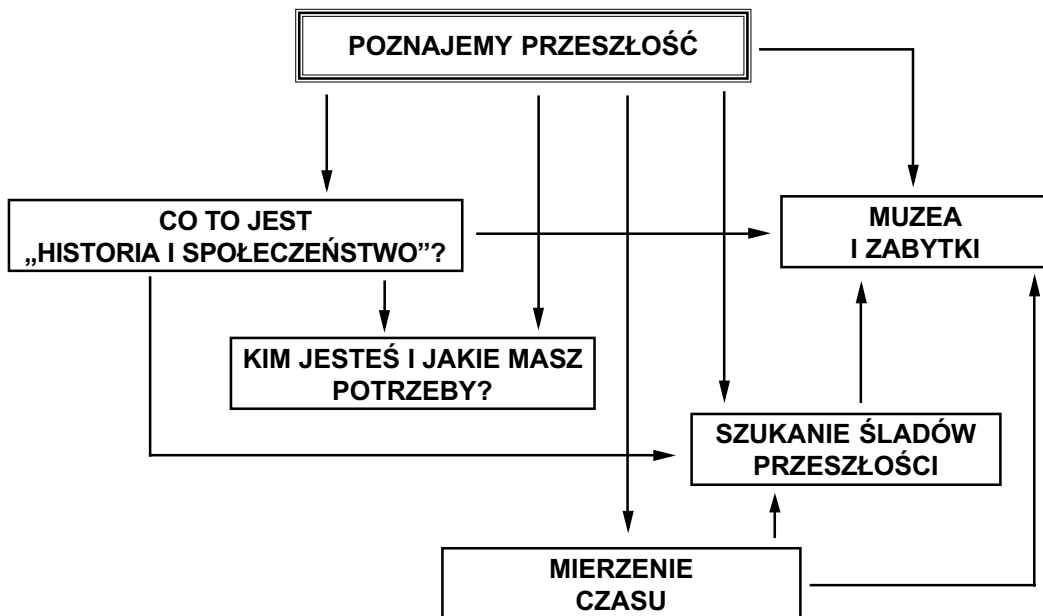 POZNAJEMY PRZESZŁOŚĆ
CO TO JEST
„HISTORIA I SPOŁECZEŃSTWO”?
MUZEA
I ZABYTKI
KIM JESTEŚ I JAKIE MASZ
POTRZEBY?
SZUKANIE ŚLADÓW
PRZESZŁOŚCI
MIERZENIE
CZASU